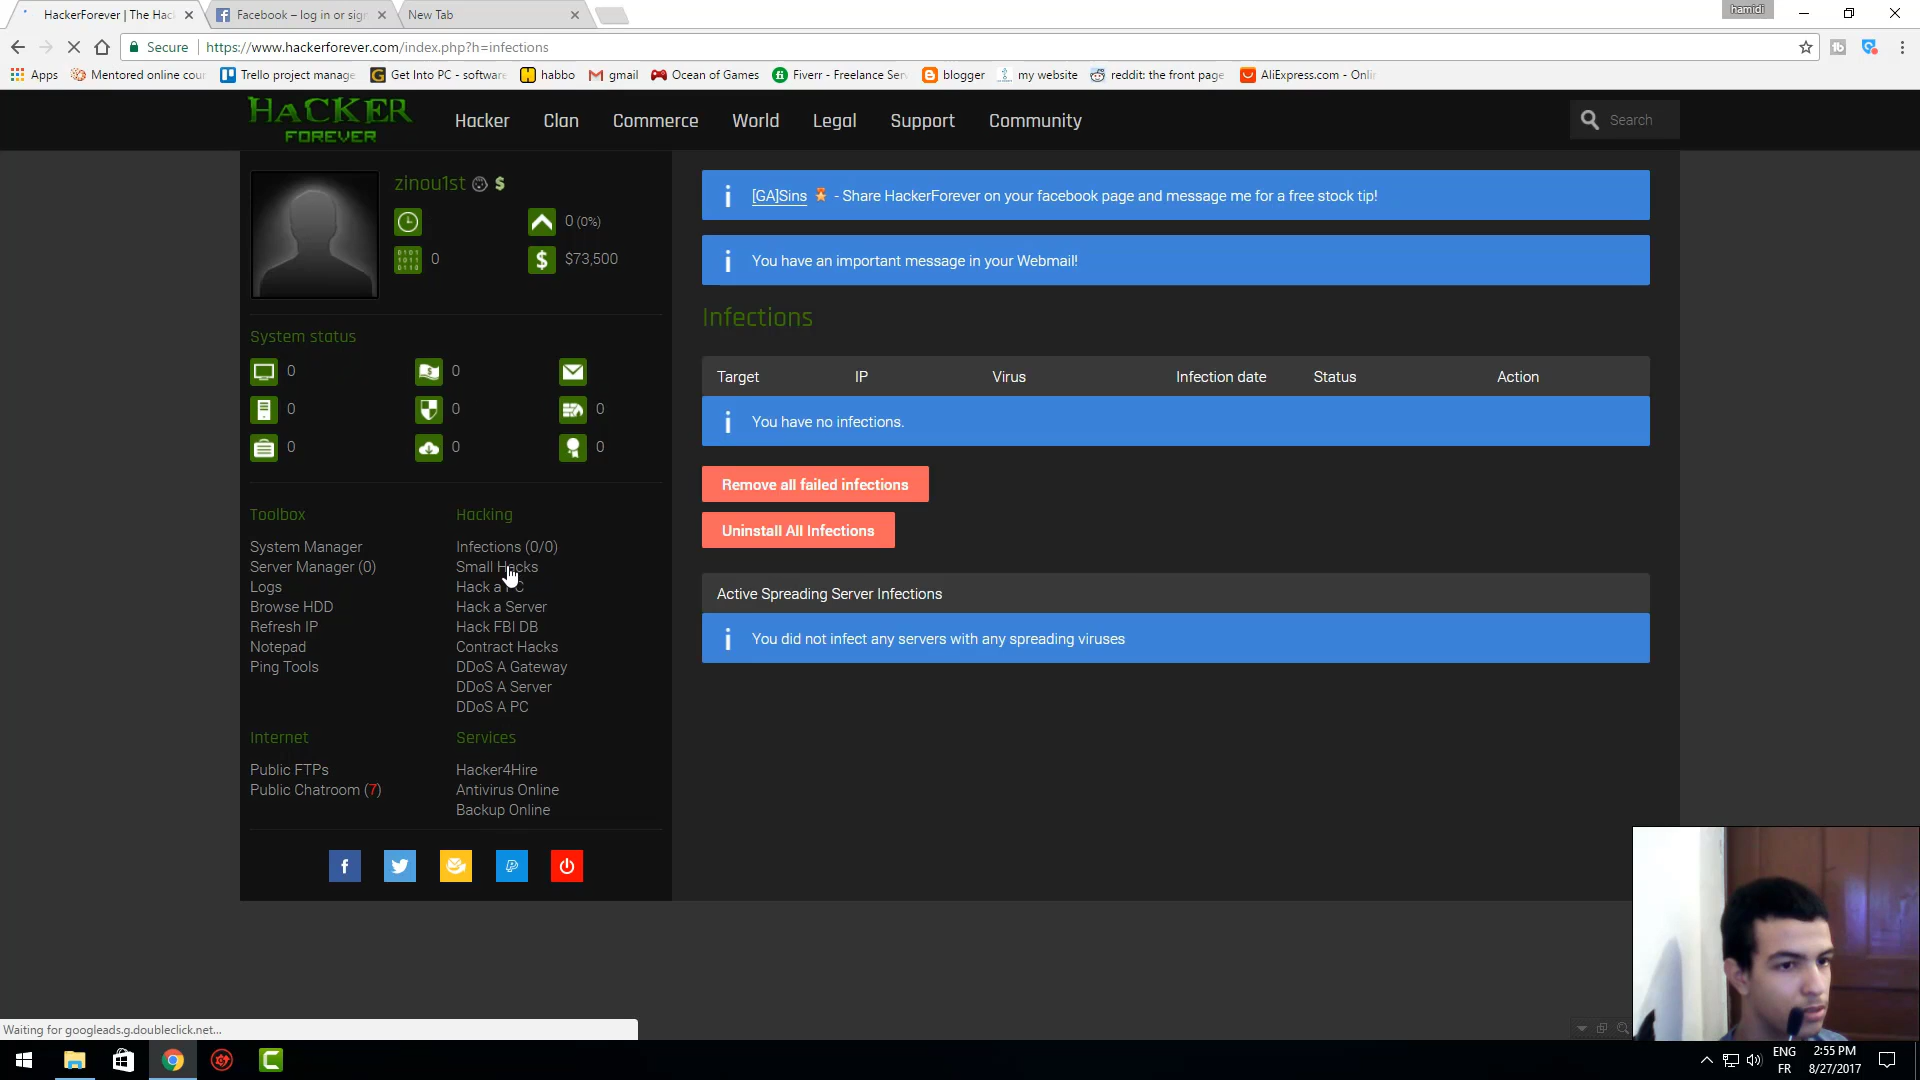 HackerForever | The Hack
Facebook – log in or sign
New Tab
hamidi
Secure
https://www.hackerforever.com/index.php?h=infections
Apps
Mentored online cour
Trello project manage
Get Into PC - software
habbo
gmail
Ocean of Games
Fiverr - Freelance Serv
blogger
my website
reddit: the front page
AliExpress.com - Onli
HACKER
FOREVER
Hacker
Clan
Commerce
World
Legal
Support
Community
Search
zinou1st $
0 (0%)
0
$ $73,500
System status
0
0
0
0
0
0
0
0
Toolbox
System Manager
Server Manager (0)
Logs
Browse HDD
Refresh IP
Notepad
Ping Tools
Hacking
Infections (0/0)
Small Hacks
Hack a PC
Hack a Server
Hack FBI DB
Contract Hacks
DDoS A Gateway
DDoS A Server
DDoS A PC
Internet
Public FTPs
Public Chatroom (7)
Services
Hacker4Hire
Antivirus Online
Backup Online
[GA]Sins - Share HackerForever on your facebook page and message me for a free stock tip!
You have an important message in your Webmail!
Infections
Target IP Virus Infection date Status Action
You have no infections.
Remove all failed infections
Uninstall All Infections
Active Spreading Server Infections
You did not infect any servers with any spreading viruses
Waiting for googleads.g.doubleclick.net...
ENG
FR
2:55 PM
8/27/2017